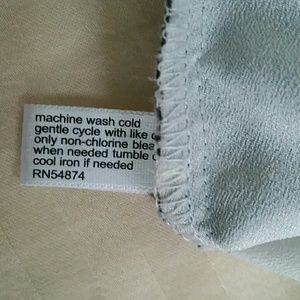 machine wash cold
gentle cycle with like
only non-chlorine
when needed tumble
cool iron if needed
RN54874